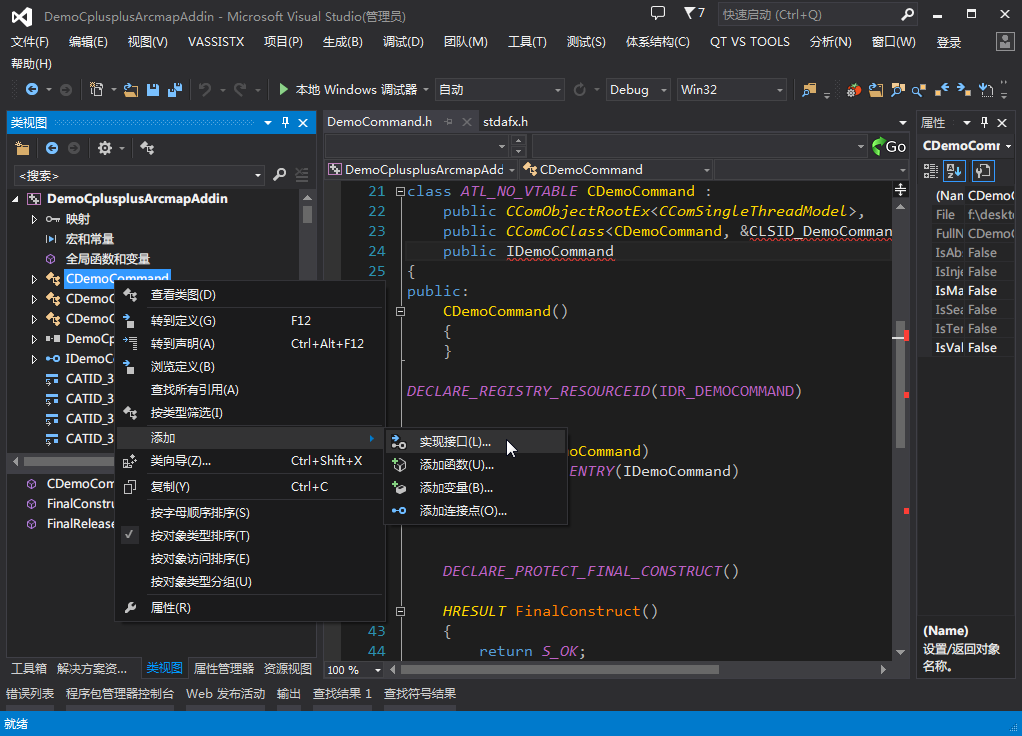 DemoCplusplusArcmapAddin - Microsoft Visual Studio(管理员)
7
快速启动 (Ctrl+Q)
文件(F) 编辑(E) 视图(V) VASSISTX 项目(P) 生成(B) 调试(D) 团队(M) 工具(T) 测试(S) 体系结构(C) QT VS TOOLS 分析(N) 窗口(W) 登录
帮助(H)
本地 Windows 调试器 自动 Debug Win32
类视图
<搜索>
DemoCplusplusArcmapAddin
映射
宏和常量
全局函数和变量
CDemoCommand
CDemoC
CDemoC
DemoCp
IDemoC
CATID_3
CATID_3
CATID_3
CATID_3
CDemoCom
FinalConstru
FinalRelease
查看类图(D)
转到定义(G) F12
转到声明(A) Ctrl+Alt+F12
浏览定义(B)
查找所有引用(A)
按类型筛选(I)
添加
类向导(Z)... Ctrl+Shift+X
复制(Y) Ctrl+C
按字母顺序排序(S)
按对象类型排序(T)
按对象访问排序(E)
按对象类型分组(U)
属性(R)
实现接口(L)...
添加函数(U)...
添加变量(B)...
添加连接点(O)...
DemoCommand.h stdafx.h
Go
DemoCplusplusArcmapAdd CDemoCommand
21 class ATL_NO_VTABLE CDemoCommand :
22 public CComObjectRootEx<CComSingleThreadModel>,
23 public CComCoClass<CDemoCommand, &CLSID_DemoComman
24 public IDemoCommand
25 {
public:
CDemoCommand()
{
}
DECLARE_REGISTRY_RESOURCEID(IDR_DEMOCOMMAND)
oCommand)
ENTRY(IDemoCommand)
DECLARE_PROTECT_FINAL_CONSTRUCT()
HRESULT FinalConstruct()
43 {
44 return S_OK;
100 %
属性
CDemoComr
(Nan CDemoC
File f:\deskt
FullN CDemoC
IsAb False
IsInje False
IsMa False
IsSea False
IsTer False
IsVal False
(Name)
设置/返回对象
名称。
工具箱 解决方案资... 类视图 属性管理器 资源视图
错误列表 程序包管理器控制台 Web 发布活动 输出 查找结果 1 查找符号结果
就绪